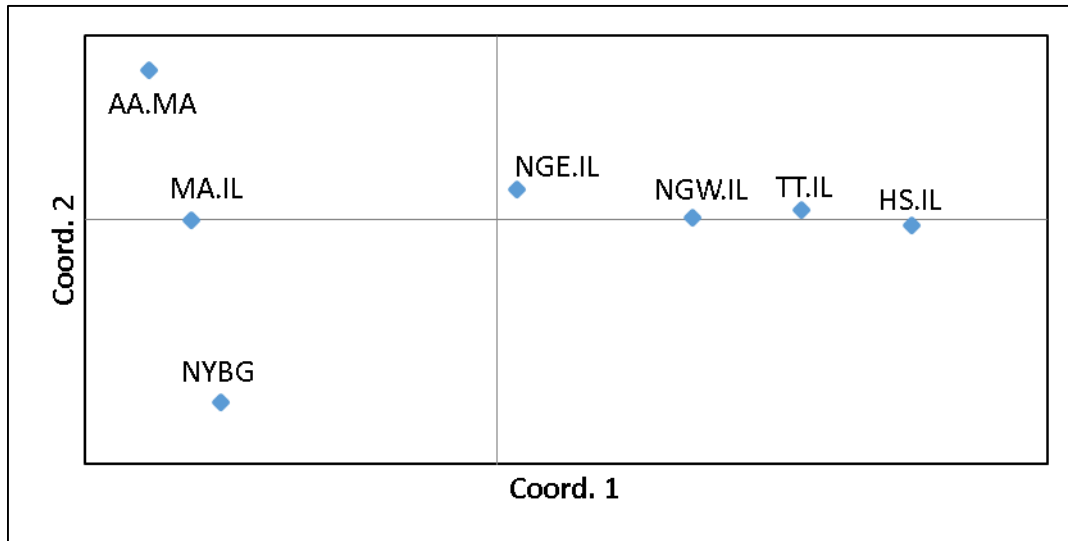 AA.MA
MA.IL
NGE.IL
NGW.IL
TT.IL
HS.IL
NYBG
Coord. 2
Coord. 1